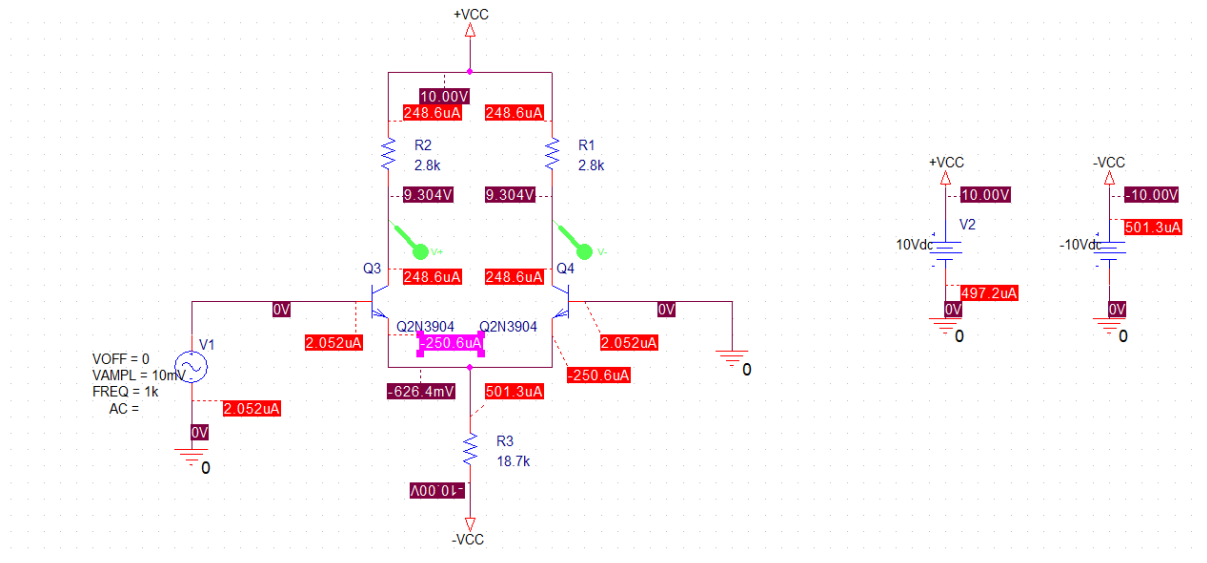 +VCC
10.00V
248.6uA
248.6uA
R2
2.8k
R1
2.8k
9.304V
9.304V
V+
V-
Q3
Q4
248.6uA
248.6uA
0V
0V
Q2N3904
Q2N3904
2.052uA
-250.6uA
2.052uA
-250.6uA
-626.4mV
501.3uA
V1
VOFF = 0
VAMPL = 10mV
FREQ = 1k
AC =
2.052uA
0V
0
0
R3
18.7k
-10.00V
-VCC
+VCC
10.00V
V2
10Vdc
497.2uA
0V
0
-VCC
-10.00V
501.3uA
-10Vdc
0V
0